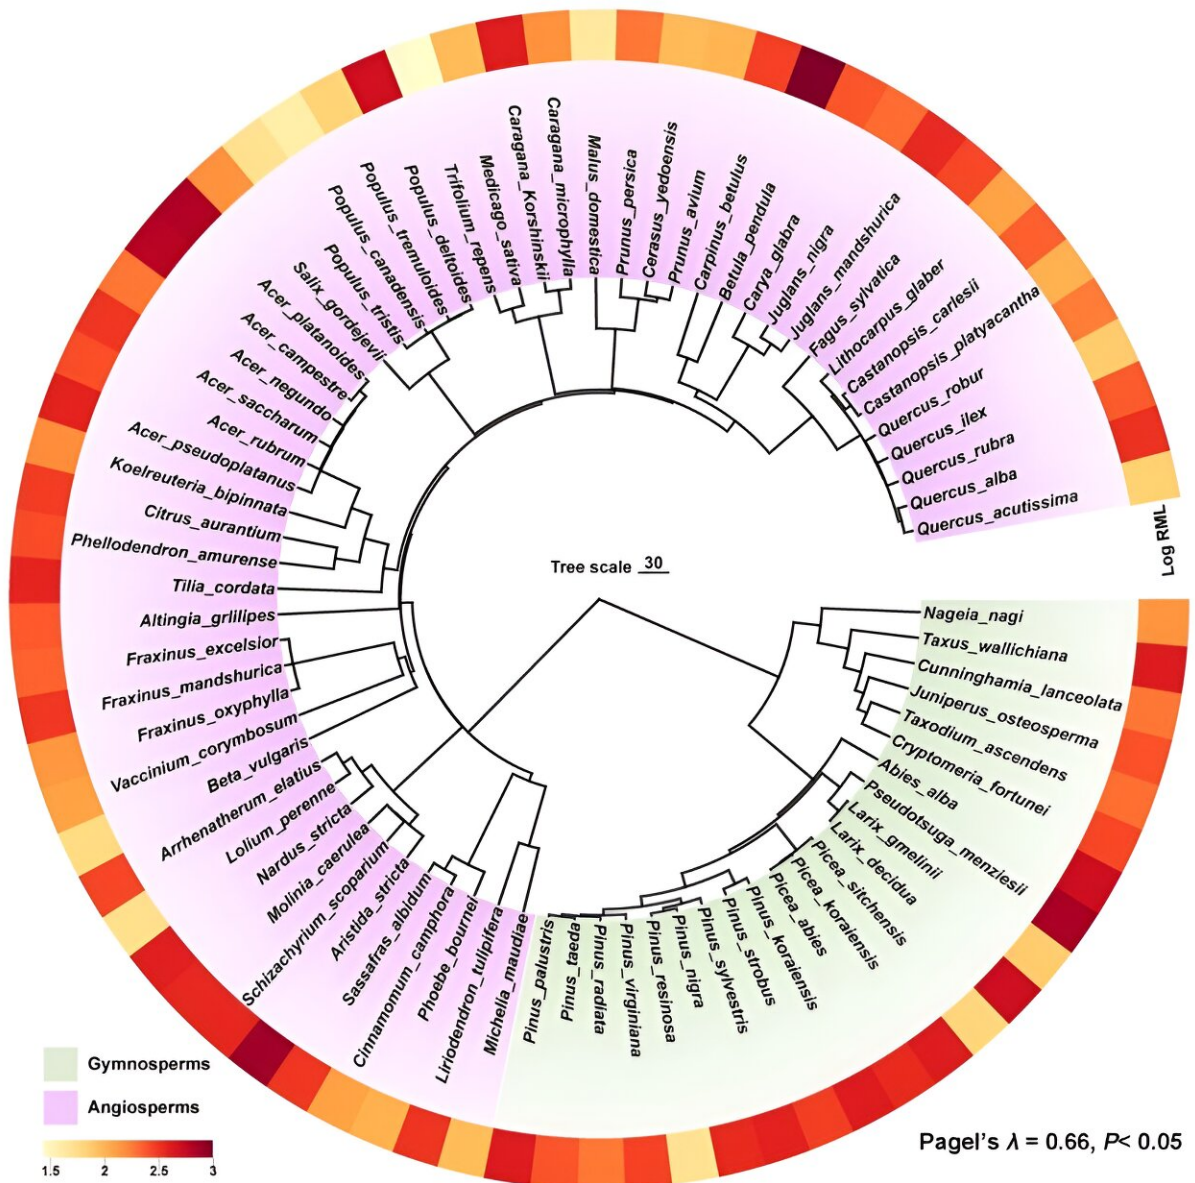 Caragana_Korshinskii
Caragana_microphylla
Malus_domestica
Prunus_persica
Cerasus_yedoensis
Prunus_avium
Carpinus_betulus
Betula_pendula
Carya_glabra
Juglans_nigra
Juglans_mandshurica
Fagus_sylvatica
Lithocarpus_glaber
Castanopsis_carlesii
Castanopsis_platyacantha
Quercus_robur
Quercus_ilex
Quercus_rubra
Quercus_alba
Quercus_acutissima
Log RML
Nageia_nagi
Taxus_wallichiana
Cunninghamia_lanceolata
Juniperus_osteosperma
Taxodium_ascendens
Cryptomeria_fortunei
Abies_alba
Pseudotsuga_menziesii
Larix_gmelinii
Larix_decidua
Picea_sitchensis
Picea_koraiensis
Picea_abies
Pinus_koraiensis
Pinus_strobus
Pinus_sylvestris
Pinus_nigra
Pinus_resinosa
Pinus_virginiana
Pinus_radiata
Pinus_taeda
Pinus_palustris
Michella_maudiae
Liriodendron_tulipifera
Phoebe_bournei
Cinnamomum_camphora
Sassafras_albidum
Aristida_stricta
Schizachyrium_scoparium
Molinia_caerulea
Nardus_stricta
Lolium_perenne
Arrhenatherum_elatius
Beta_vulgaris
Vaccinium_corymbosum
Fraxinus_oxyphylla
Fraxinus_mandshurica
Fraxinus_excelsior
Altingia_grlilipes
Tilia_cordata
Phellodendron_amurense
Citrus_aurantium
Koelreuteria_bipinnata
Acer_pseudoplatanus
Acer_rubrum
Acer_saccharum
Acer_negundo
Acer_campestre
Acer_platanoides
Salix_gordejevii
Populus_tristis
Populus_canadensis
Populus_tremuloides
Populus_deltoides
Trifolium_repens
Medicago_sativa
Tree scale 30
Gymnosperms
Angiosperms
1.5 2 2.5 3
Pagel's λ = 0.66, P< 0.05